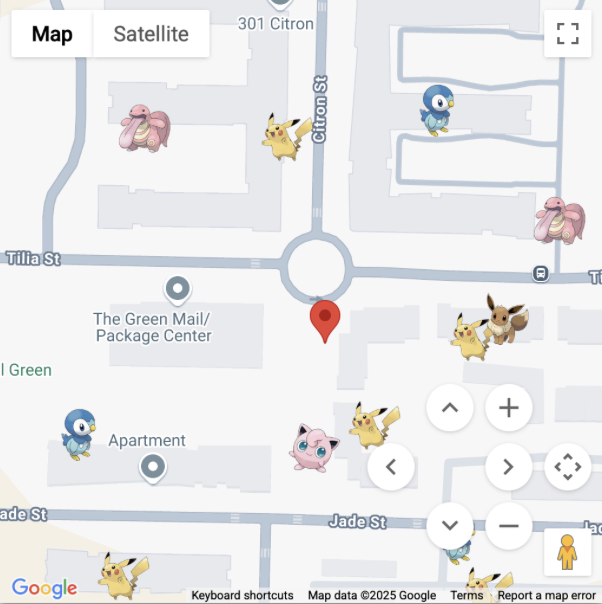 301 Citron
Map
Satellite
Citron St
Tilia St
Ti
The Green Mail/
Package Center
l Green
Apartment
ade St
Jade St
Jac
Google
Keyboard shortcuts
Map data ©2025 Google
Terms
Report a map error